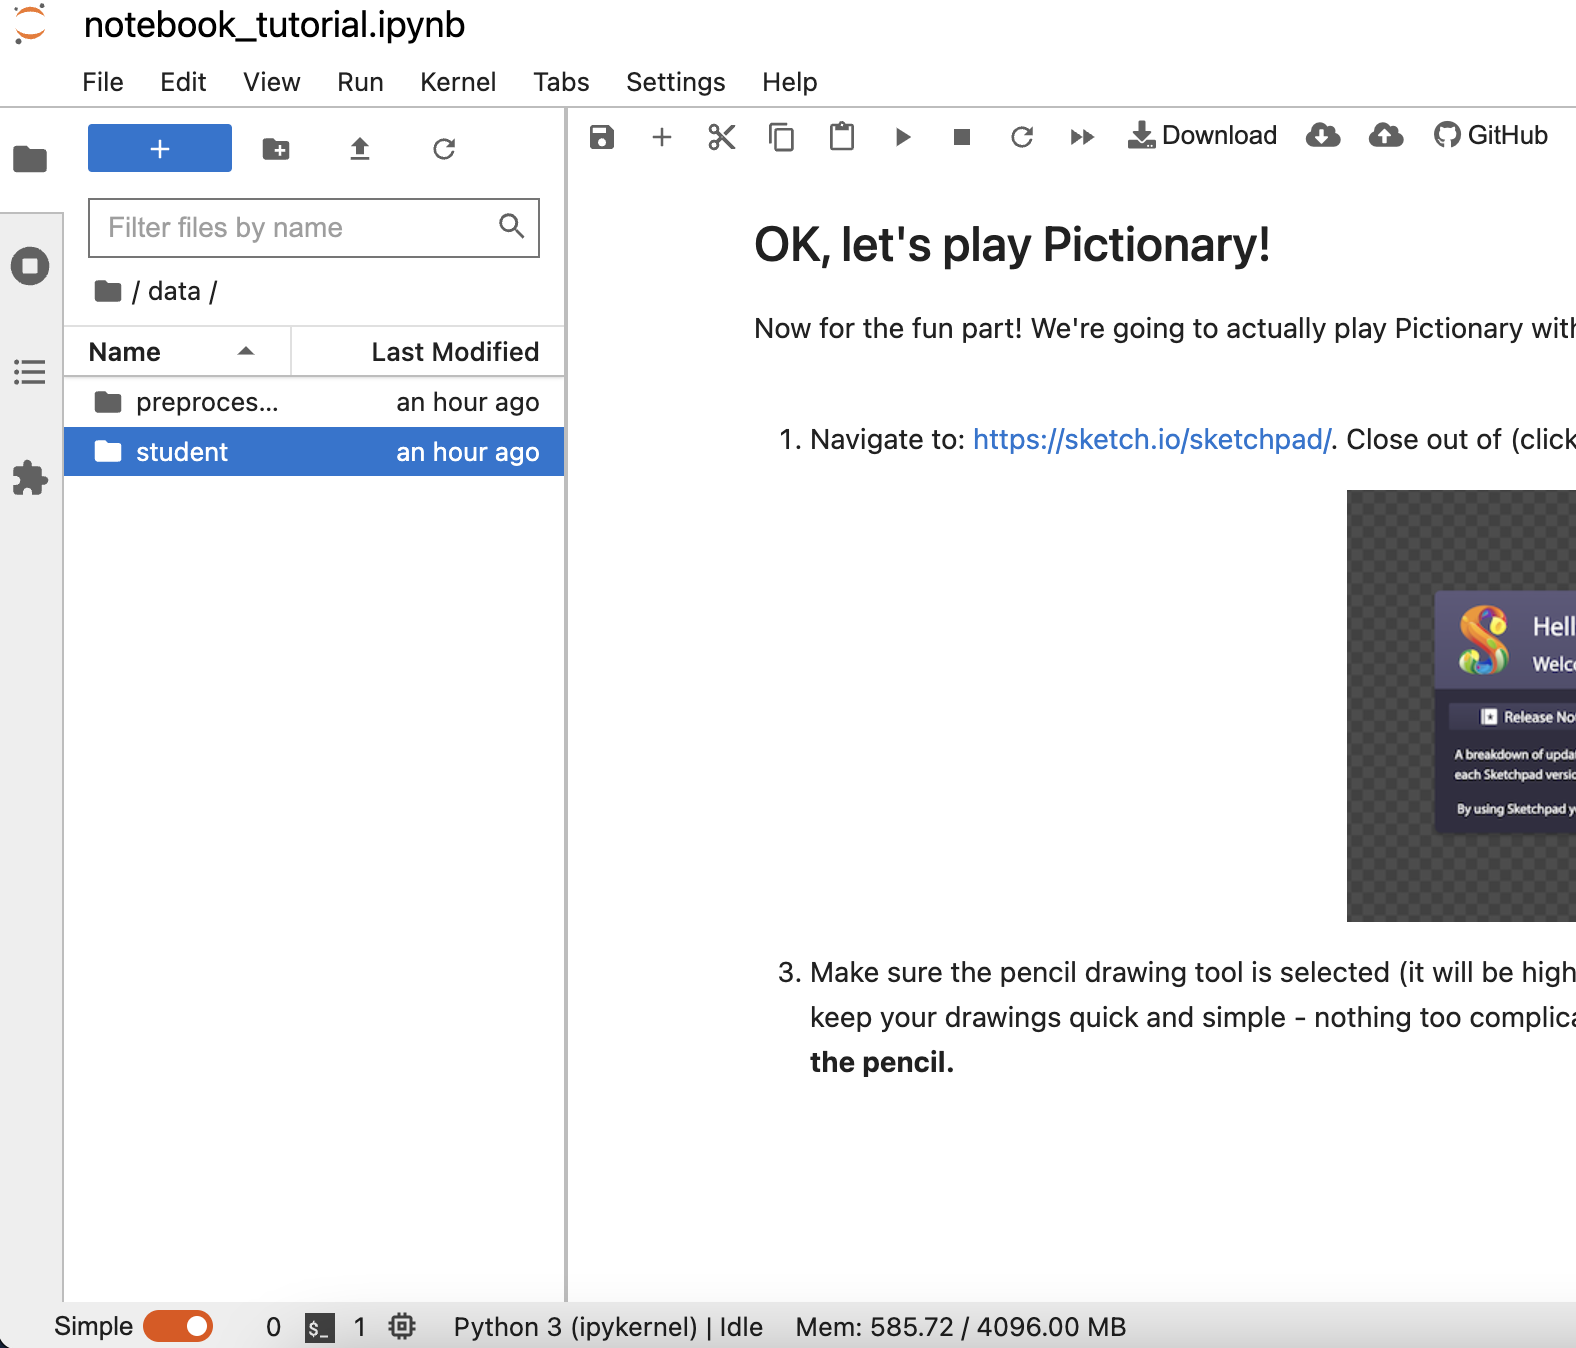 notebook_tutorial.ipynb
File Edit View Run Kernel Tabs Settings Help
Download GitHub
Filter files by name
/ data /
Name Last Modified
preproces... an hour ago
student an hour ago
OK, let's play Pictionary!
Now for the fun part! We're going to actually play Pictionary with
1. Navigate to: https://sketch.io/sketchpad/. Close out of (click
Hell
Welco
Release No
A breakdown of upda
each Sketchpad versio
By using Sketchpad y
3. Make sure the pencil drawing tool is selected (it will be high
keep your drawings quick and simple - nothing too complica
the pencil.
Simple 0 $_ 1 Python 3 (ipykernel) | Idle Mem: 585.72 / 4096.00 MB